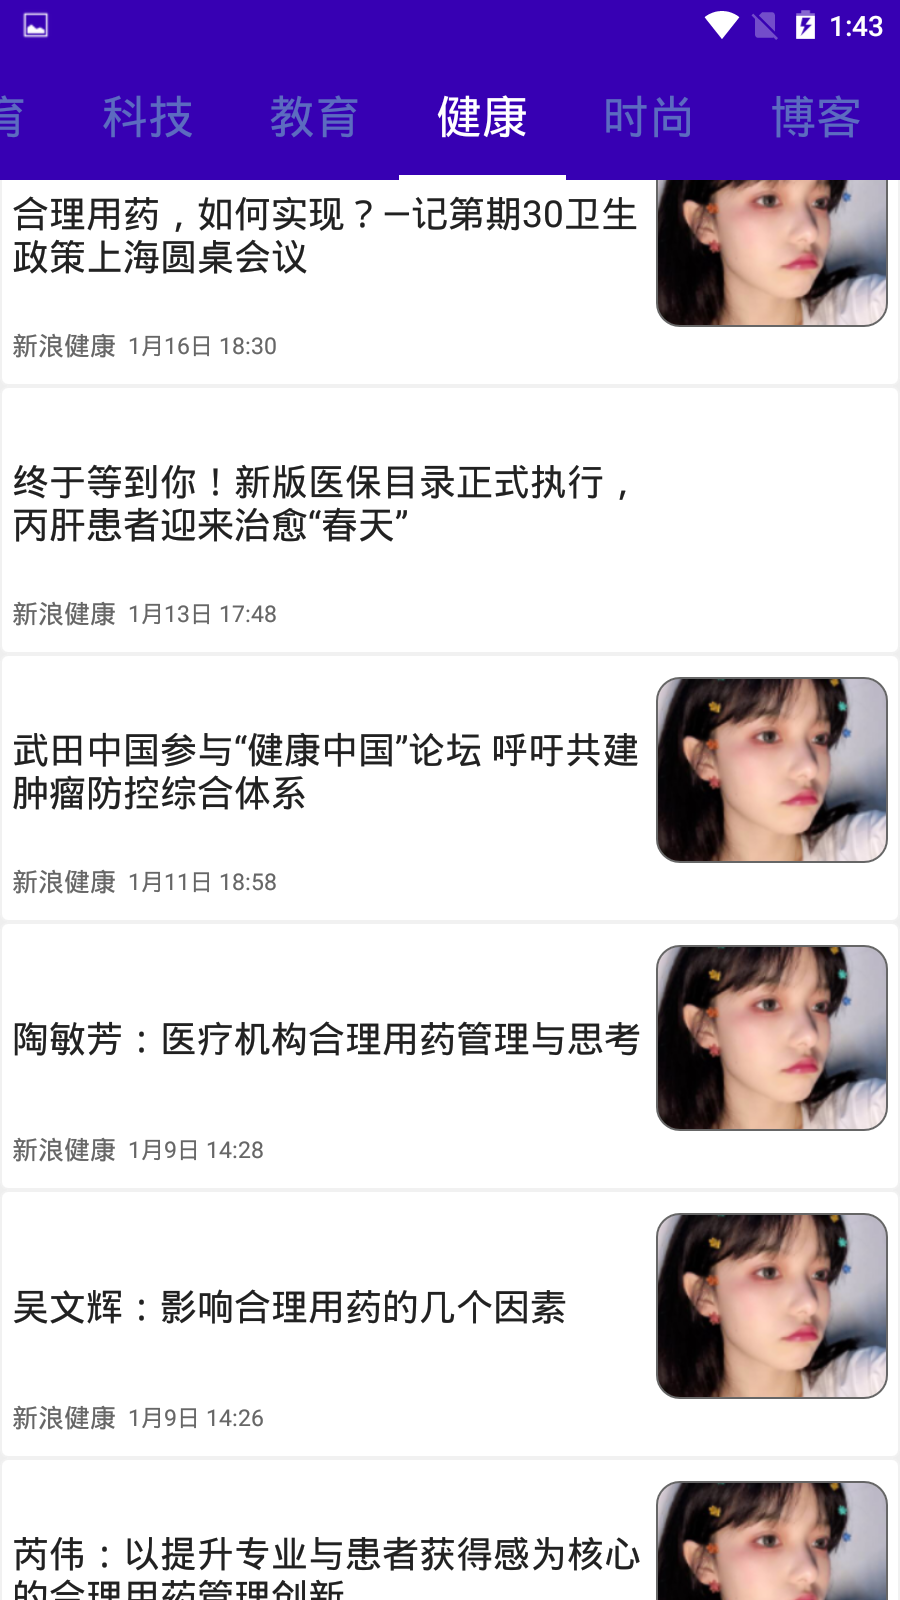 1:43
育 科技 教育 健康 时尚 博客
合理用药，如何实现？—记第期30卫生
政策上海圆桌会议
新浪健康 1月16日 18:30
终于等到你！新版医保目录正式执行，
丙肝患者迎来治愈“春天”
新浪健康 1月13日 17:48
武田中国参与“健康中国”论坛 呼吁共建
肿瘤防控综合体系
新浪健康 1月11日 18:58
陶敏芳：医疗机构合理用药管理与思考
新浪健康 1月9日 14:28
吴文辉：影响合理用药的几个因素
新浪健康 1月9日 14:26
芮伟：以提升专业与患者获得感为核心
的合理用药管理创新